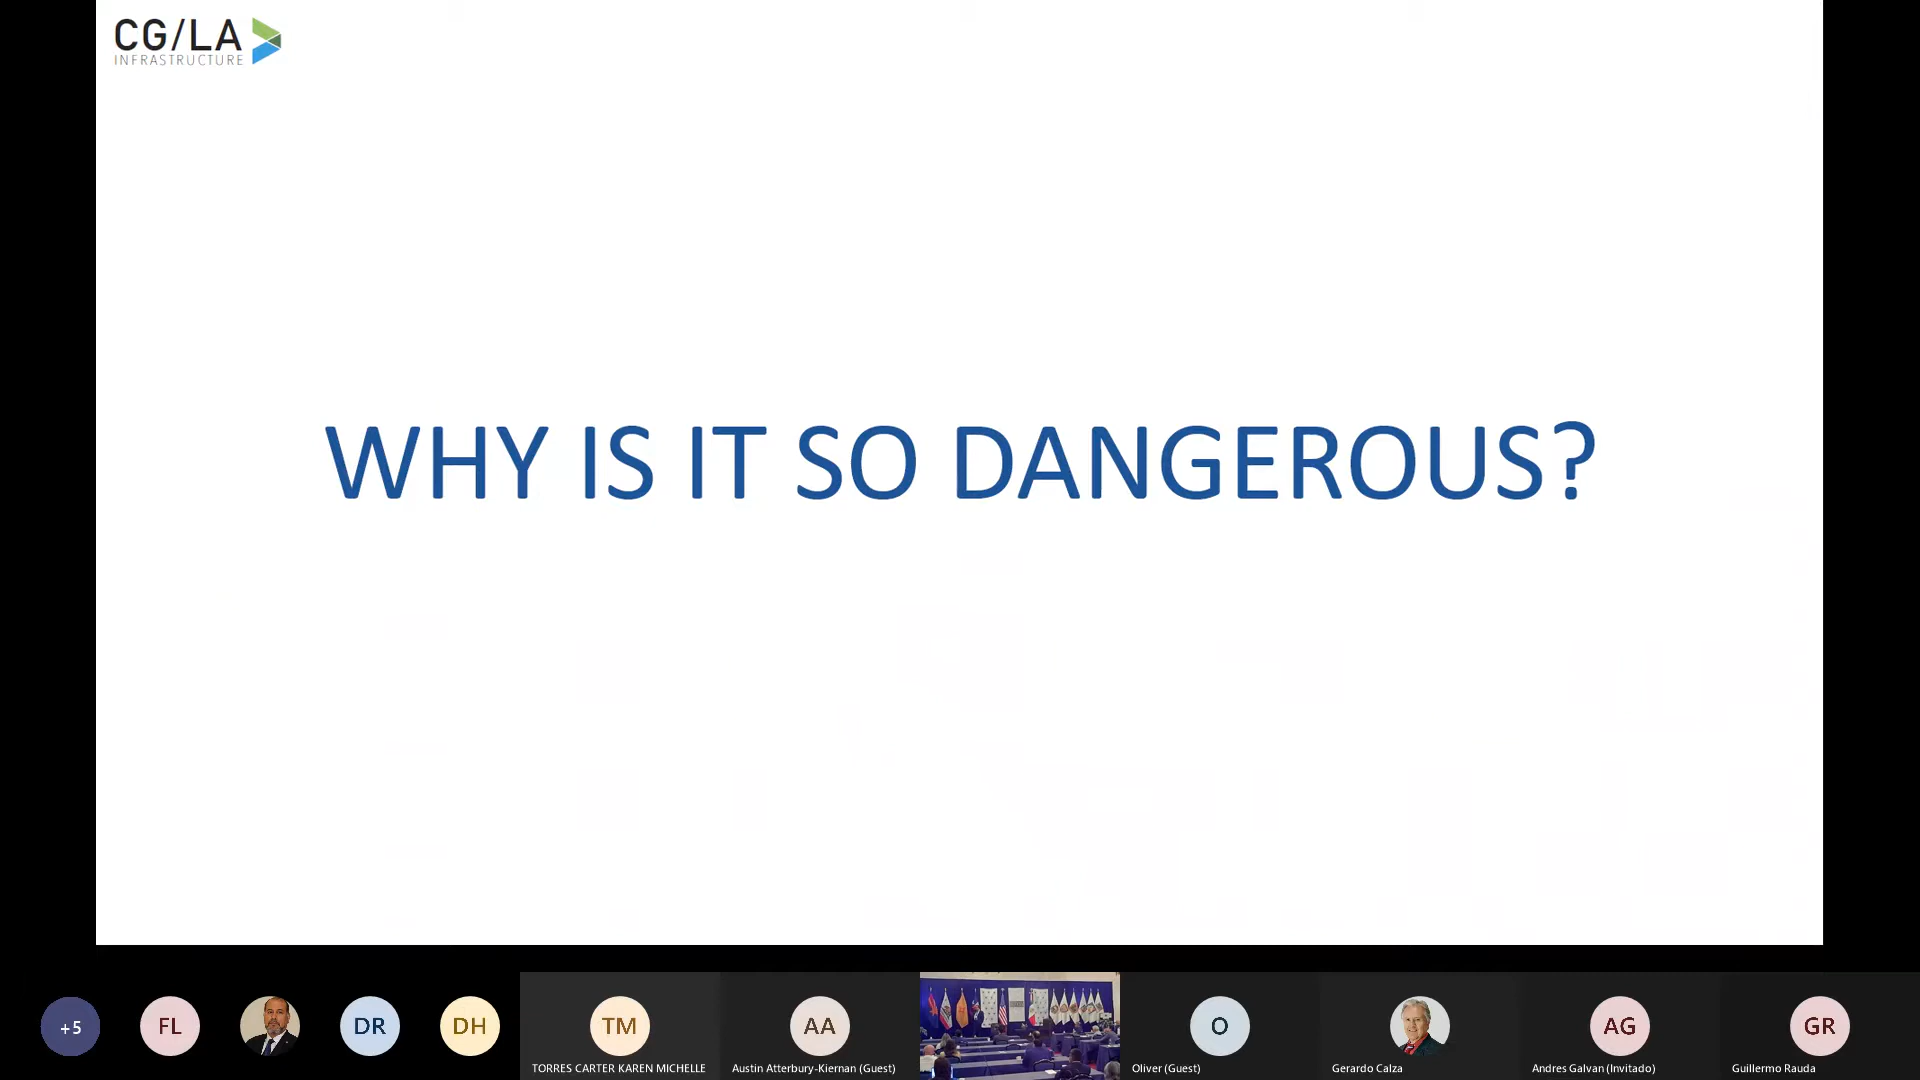 CG/LA
INFRASTRUCTURE
WHY IS IT SO DANGEROUS?
+5
FL
DR
DH
TM
AA
O
AG
GR
TORRES CARTER KAREN MICHELLE
Austin Atterbury-Kiernan (Guest)
Oliver (Guest)
Gerardo Calza
Andres Galvan (Invitado)
Guillermo Rauda